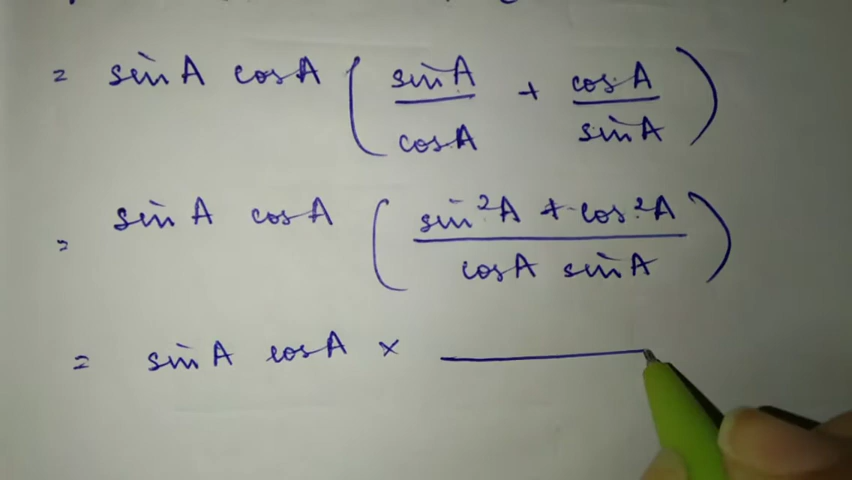 = sin A cos A ( sin A / cos A + cos A / sin A )
= sin A cos A ( sin²A + cos²A / cos A sin A )
= sin A cos A ×